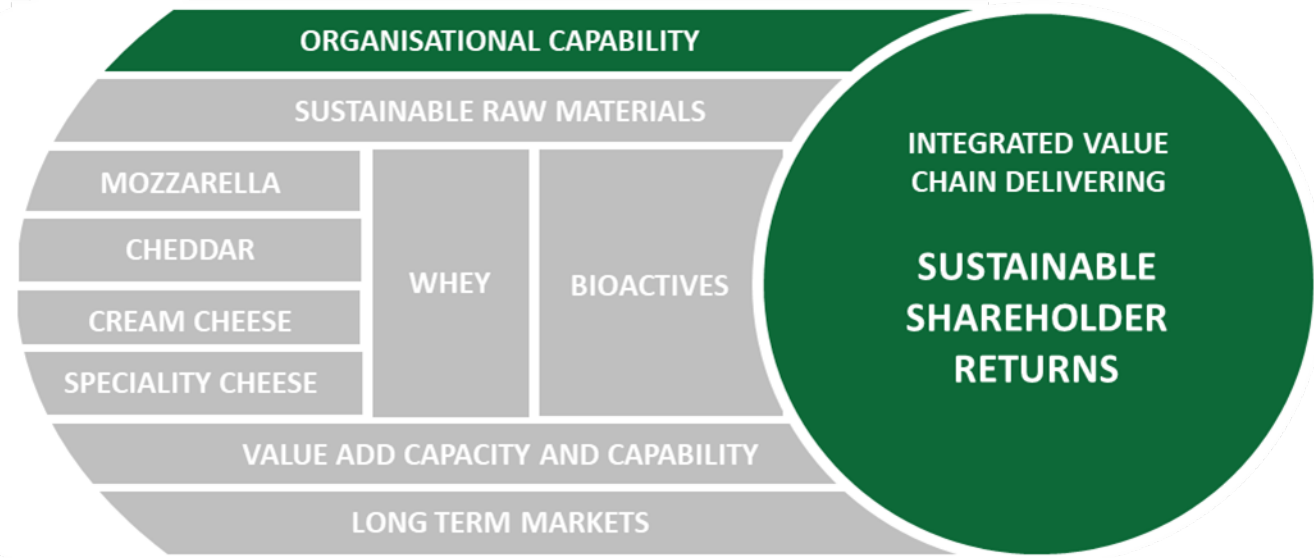 ORGANISATIONAL CAPABILITY
SUSTAINABLE RAW MATERIALS
MOZZARELLA
CHEDDAR
CREAM CHEESE
SPECIALITY CHEESE
WHEY
BIOACTIVES
VALUE ADD CAPACITY AND CAPABILITY
LONG TERM MARKETS
INTEGRATED VALUE
CHAIN DELIVERING
SUSTAINABLE
SHAREHOLDER
RETURNS